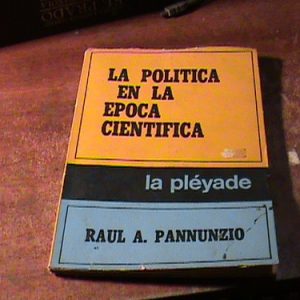 LA POLITICA
EN LA
EPOCA
CIENTIFICA
la pléyade
RAUL A. PANNUNZIO